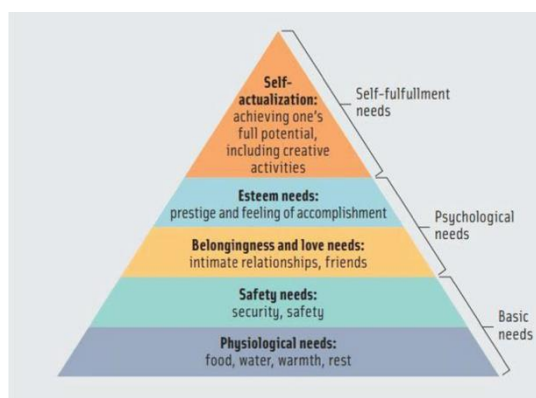 Self-
actualization:
achieving one's
full potential,
including creative
activities
Self-fulfullment
needs
Esteem needs:
prestige and feeling of accomplishment
Psychological
needs
Belongingness and love needs:
intimate relationships, friends
Safety needs:
security, safety
Basic
needs
Physiological needs:
food, water, warmth, rest